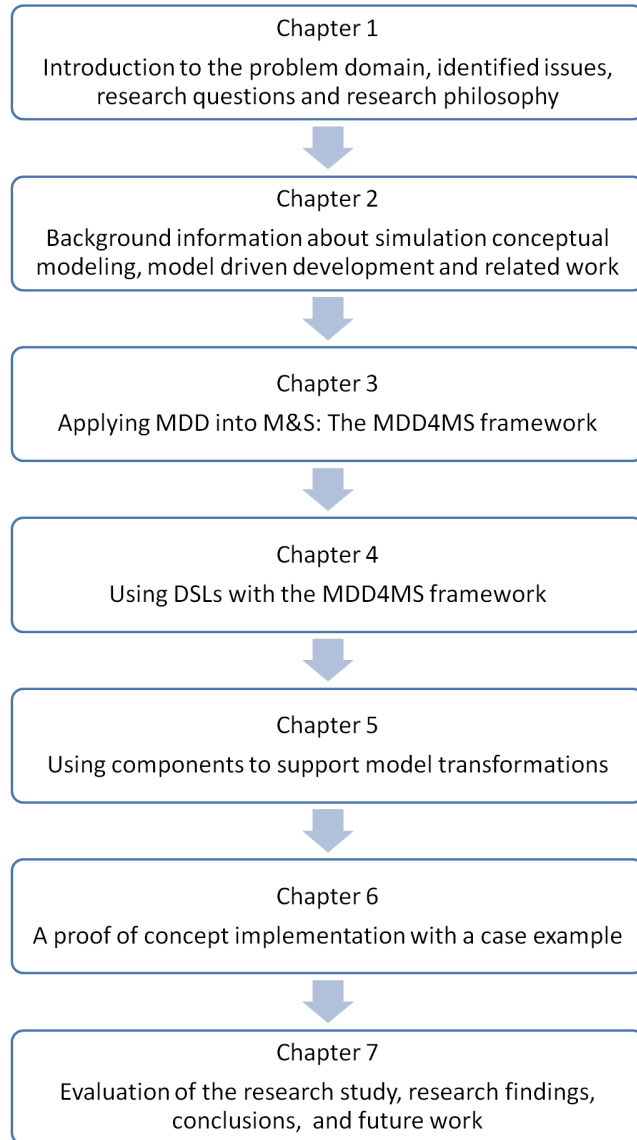 Chapter 1
Introduction to the problem domain, identified issues,
research questions and research philosophy
Chapter 2
Background information about simulation conceptual
modeling, model driven development and related work
Chapter 3
Applying MDD into M&S: The MDD4MS framework
Chapter 4
Using DSLs with the MDD4MS framework
Chapter 5
Using components to support model transformations
Chapter 6
A proof of concept implementation with a case example
Chapter 7
Evaluation of the research study, research findings,
conclusions, and future work